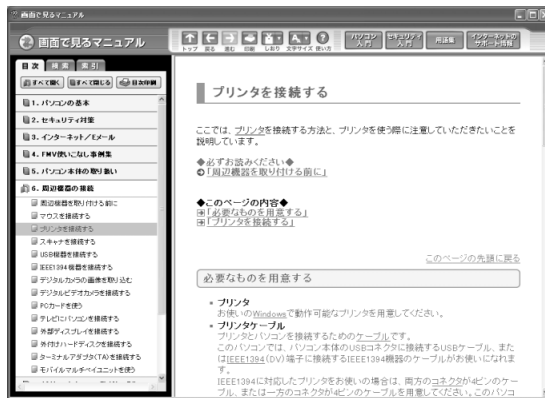 画面で見るマニュアル
画面で見るマニュアル
トップ 戻る 進む 印刷 しおり 文字サイズ 使い方
パソコン入門 セキュリティ入門 用語集 インターネットのサポート情報
目次 検索 索引
すべて開く すべて閉じる 目次印刷
1. パソコンの基本
2. セキュリティ対策
3. インターネット/Eメール
4. FMV使いこなし事例集
5. パソコン本体の取り扱い
6. 周辺機器の接続
周辺機器を取り付ける前に
マウスを接続する
プリンタを接続する
スキャナを接続する
USB機器を接続する
IEEE1394機器を接続する
デジタルカメラの画像を取り込む
デジタルビデオカメラを接続する
PCカードを使う
テレビにパソコンを接続する
外部ディスプレイを接続する
外付けハードディスクを接続する
ターミナルアダプタ(TA)を接続する
モバイルマルチベイユニットを使う
プリンタを接続する
ここでは、プリンタを接続する方法と、プリンタを使う際に注意していただきたいことを
説明しています。
◆必ずお読みください◆
「周辺機器を取り付ける前に」
◆このページの内容◆
「必要なものを用意する」
「プリンタを接続する」
このページの先頭に戻る
必要なものを用意する
プリンタ
お使いのWindowsで動作可能なプリンタを用意してください。
プリンタケーブル
プリンタとパソコンを接続するためのケーブルです。
このパソコンでは、パソコン本体のUSBコネクタに接続するUSBケーブル、また
はIEEE1394(DV)端子に接続するIEEE1394機器のケーブルがお使いになれま
す。
IEEE1394に対応したプリンタをお使いの場合は、両方のコネクタが4ピンのケー
ブル、または一方のコネクタが4ピンのケーブルを用意してください。このパソコ